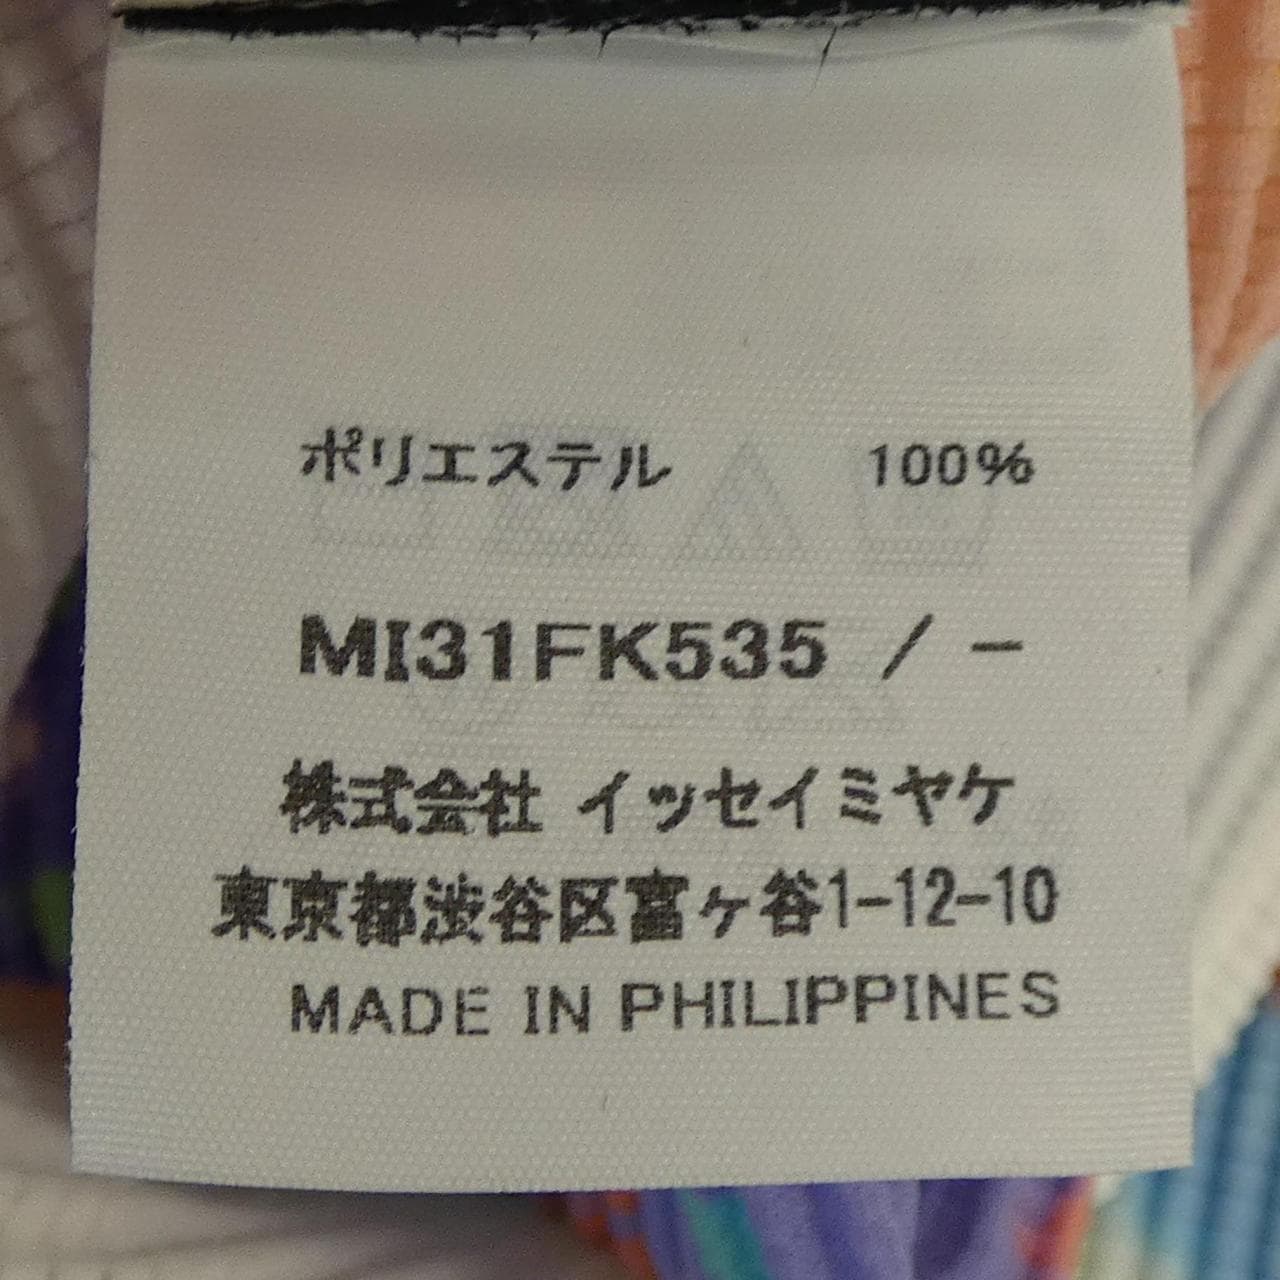 ポリエステル 100%
MI31FK535 / -
株式会社 イッセイミヤケ
東京都渋谷区富ヶ谷1-12-10
MADE IN PHILIPPINES